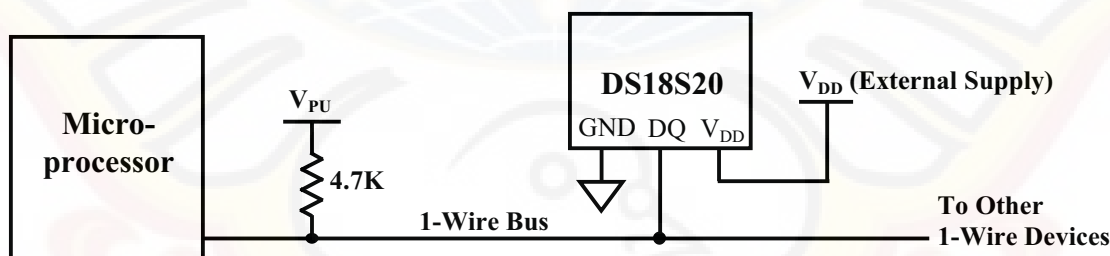 Micro-
processor
V_PU
4.7K
1-Wire Bus
DS18S20
GND DQ V_DD
V_DD (External Supply)
To Other
1-Wire Devices